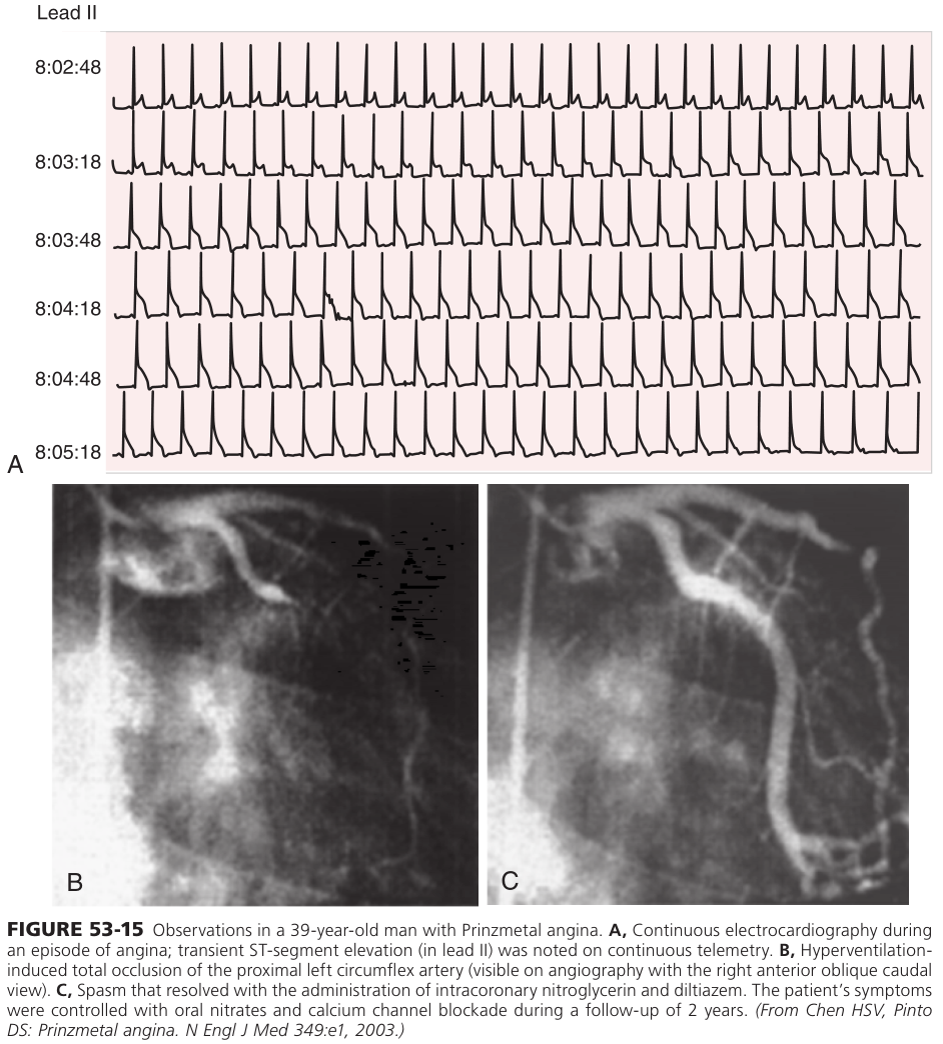 Lead II
8:02:48
8:03:18
8:03:48
8:04:18
8:04:48
8:05:18
A
B
C
FIGURE 53-15 Observations in a 39-year-old man with Prinzmetal angina. A, Continuous electrocardiography during
an episode of angina; transient ST-segment elevation (in lead II) was noted on continuous telemetry. B, Hyperventilation-
induced total occlusion of the proximal left circumflex artery (visible on angiography with the right anterior oblique caudal
view). C, Spasm that resolved with the administration of intracoronary nitroglycerin and diltiazem. The patient's symptoms
were controlled with oral nitrates and calcium channel blockade during a follow-up of 2 years. (From Chen HSV, Pinto
DS: Prinzmetal angina. N Engl J Med 349:e1, 2003.)